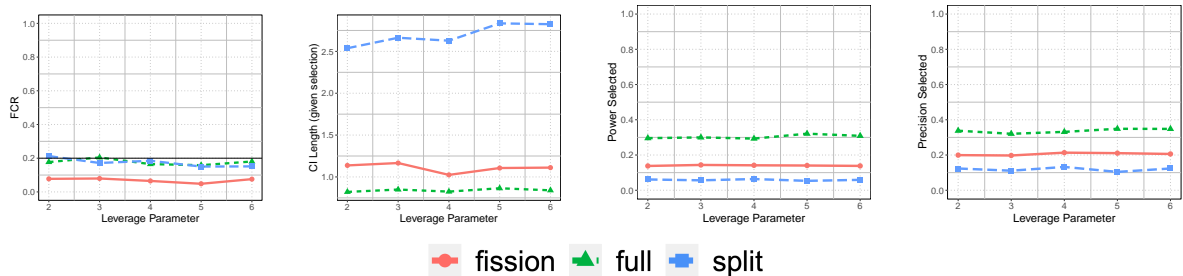 FCR
1.0
0.8
0.6
0.4
0.2
0.0
2 3 4 5 6
Leverage Parameter
CI Length (given selection)
2.5
2.0
1.5
1.0
2 3 4 5 6
Leverage Parameter
Power Selected
1.0
0.8
0.6
0.4
0.2
0.0
2 3 4 5 6
Leverage Parameter
Precision Selected
1.0
0.8
0.6
0.4
0.2
0.0
2 3 4 5 6
Leverage Parameter
fission full split